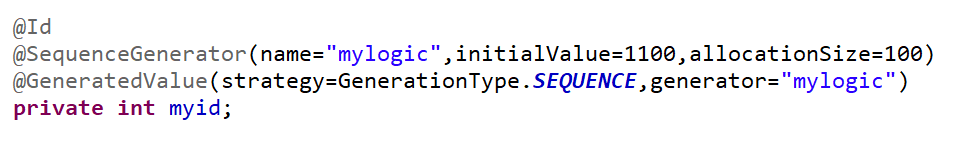 @Id
@SequenceGenerator(name="mylogic",initialValue=1100,allocationSize=100)
@GeneratedValue(strategy=GenerationType.SEQUENCE,generator="mylogic")
private int myid;